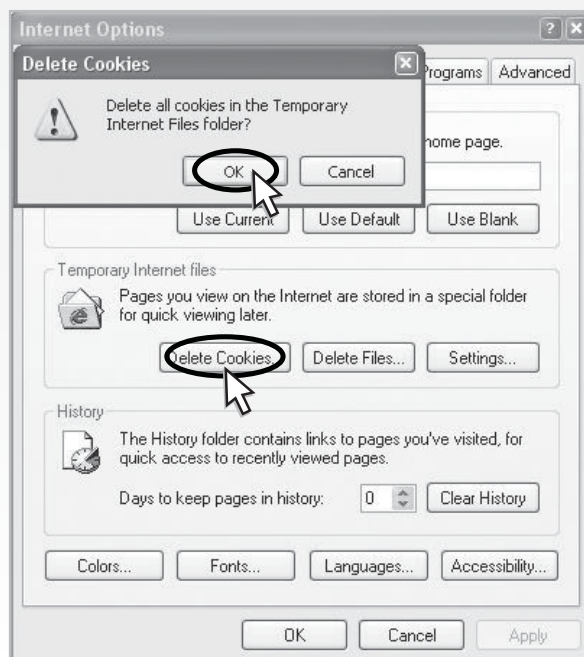 Internet Options
Delete Cookies
Delete all cookies in the Temporary
Internet Files folder?
OK Cancel
Programs Advanced
home page.
Use Current Use Default Use Blank
Temporary Internet files
Pages you view on the Internet are stored in a special folder
for quick viewing later.
Delete Cookies... Delete Files... Settings...
History
The History folder contains links to pages you've visited, for
quick access to recently viewed pages.
Days to keep pages in history: 0 Clear History
Colors... Fonts... Languages... Accessibility...
OK Cancel Apply